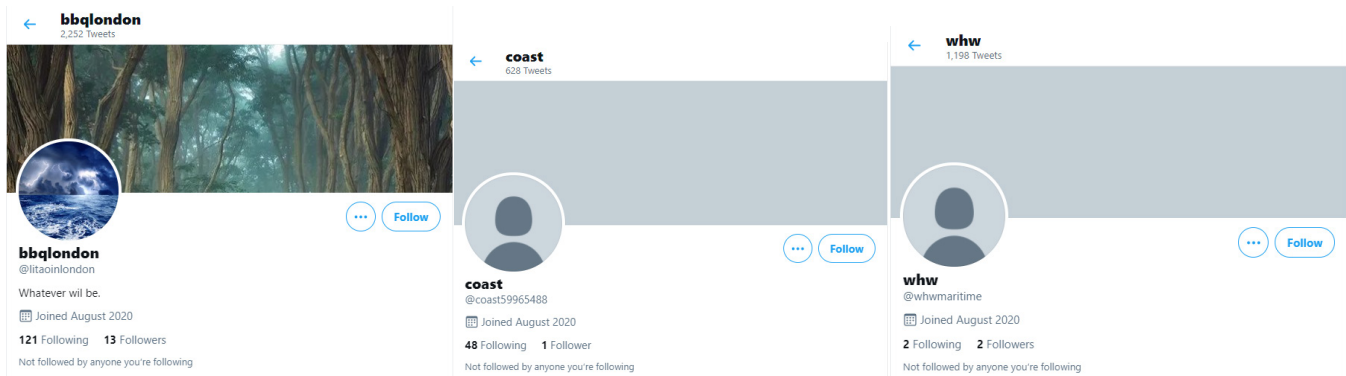 bbqlondon
2,252 Tweets
Follow
bbqlondon
@litaoinlondon
Whatever wil be.
Joined August 2020
121 Following 13 Followers
Not followed by anyone you're following
coast
628 Tweets
Follow
coast
@coast59965488
Joined August 2020
48 Following 1 Follower
Not followed by anyone you're following
whw
1,198 Tweets
Follow
whw
@whwmaritime
Joined August 2020
2 Following 2 Followers
Not followed by anyone you're following